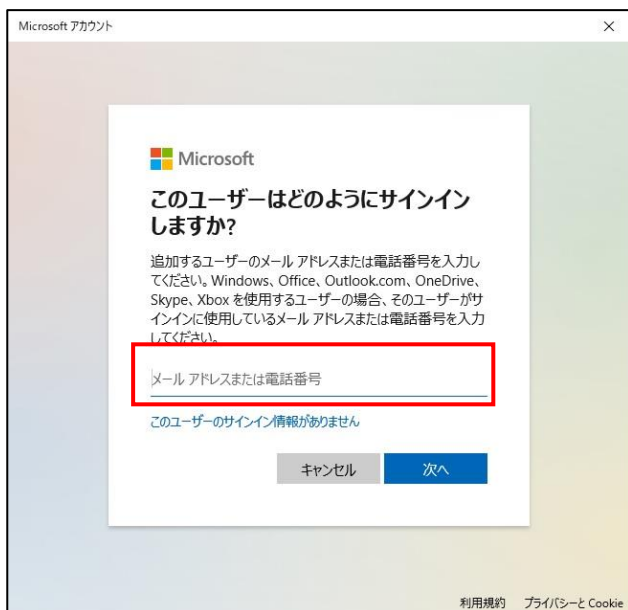 Microsoft アカウント
Microsoft
このユーザーはどのようにサインイン
しますか?
追加するユーザーのメール アドレスまたは電話番号を入力し
てください。Windows、Office、Outlook.com、OneDrive、
Skype、Xbox を使用するユーザーの場合、そのユーザーがサ
インインに使用しているメール アドレスまたは電話番号を入力
してください。
メール アドレスまたは電話番号
このユーザーのサインイン情報がありません
キャンセル 次へ
利用規約 プライバシーと Cookie